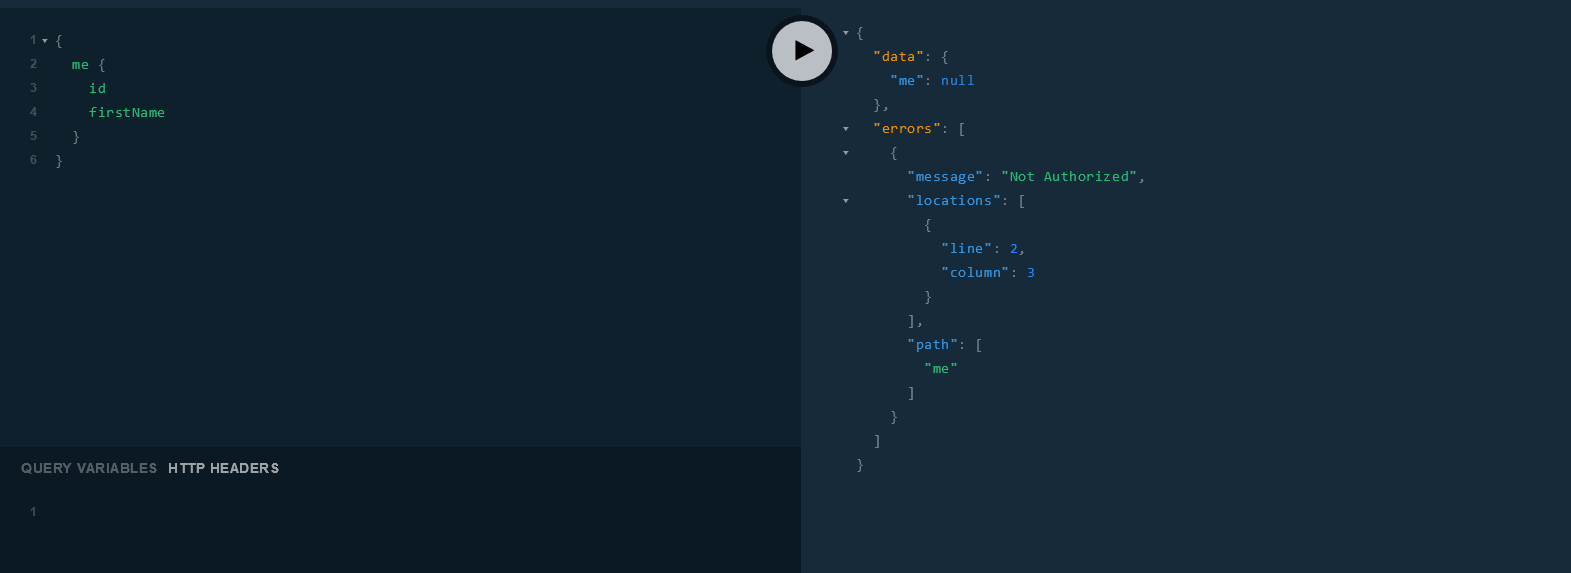 1 {
2 me {
3 id
4 firstName
5 }
6 }
QUERY VARIABLES HTTP HEADERS
1
{
"data": {
"me": null
},
"errors": [
{
"message": "Not Authorized",
"locations": [
{
"line": 2,
"column": 3
}
],
"path": [
"me"
]
}
]
}